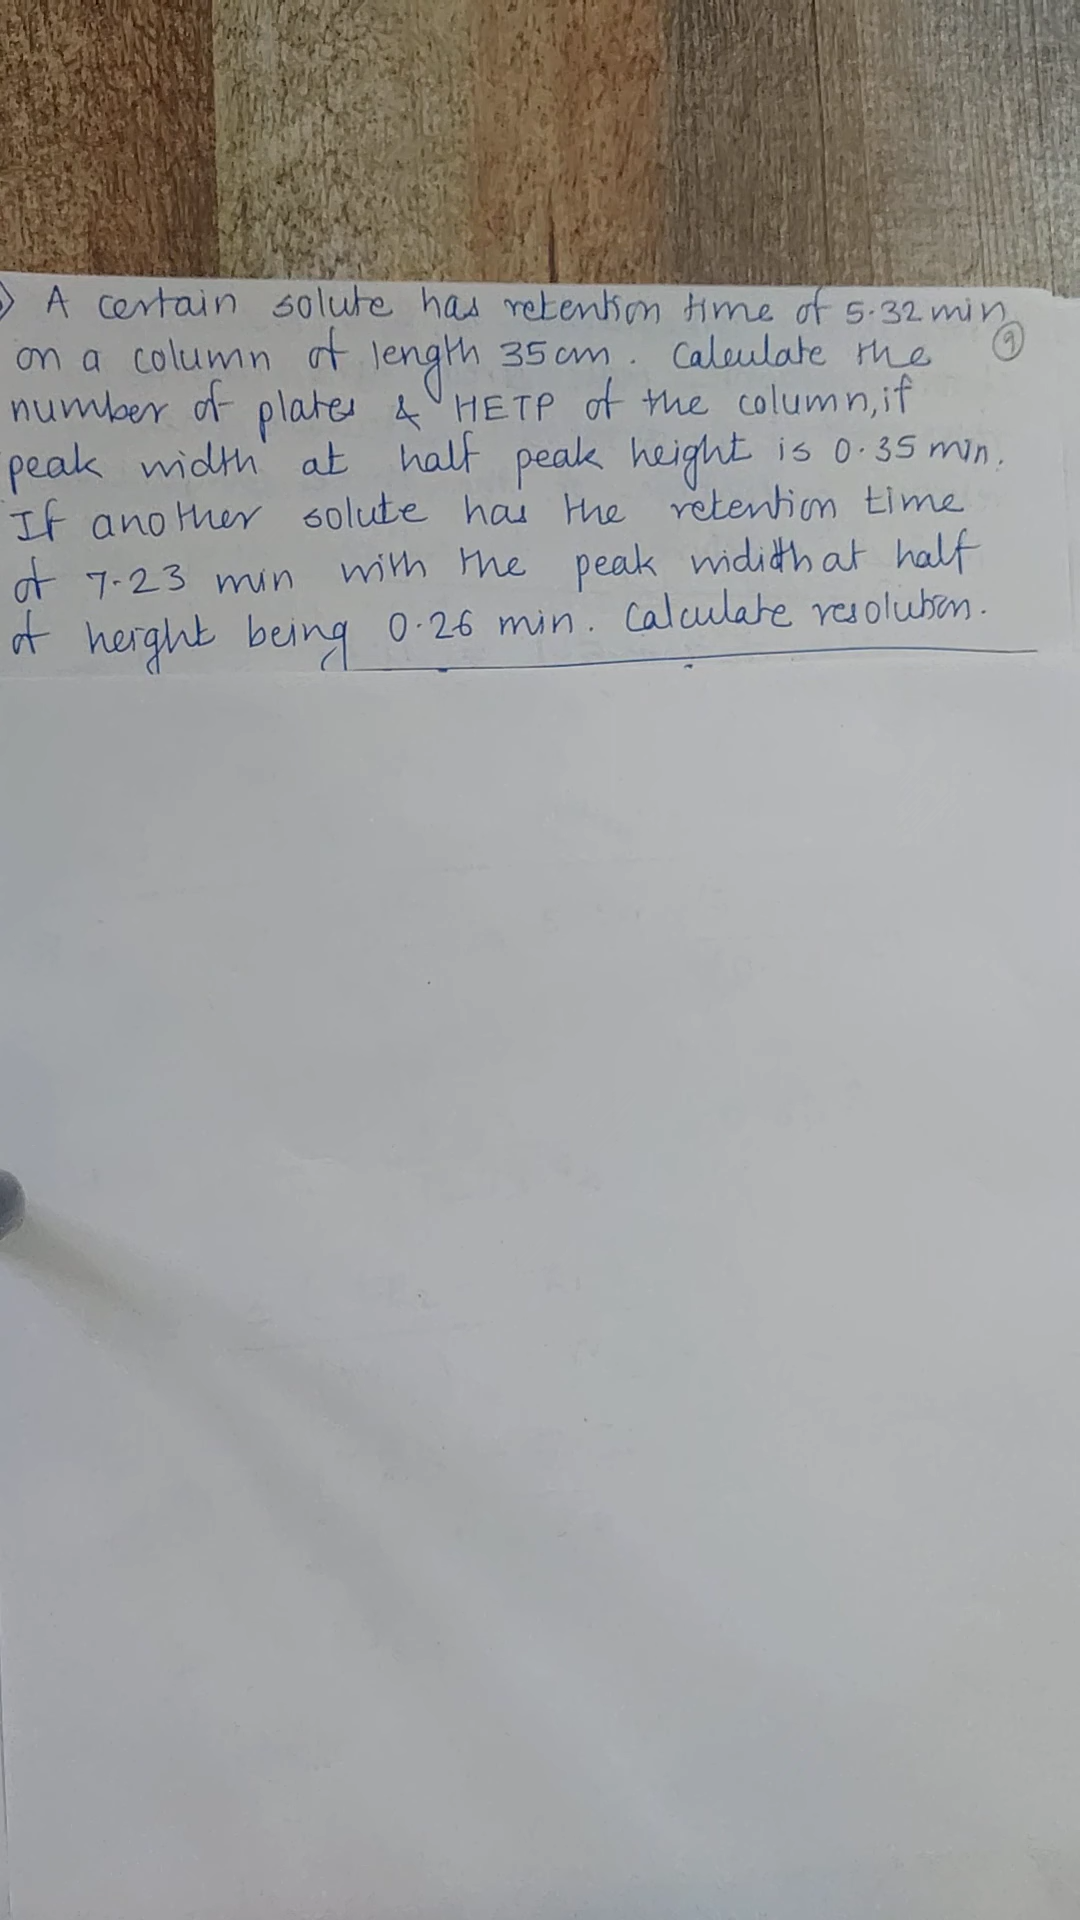 ) A certain solute has retention time of 5.32 min
on a column of length 35 cm. Calculate the 9
number of plates & HETP of the column, if
peak width at half peak height is 0.35 min.
If another solute has the retention time
of 7.23 min with the peak wididth at half
of height being 0.26 min. Calculate resolution.